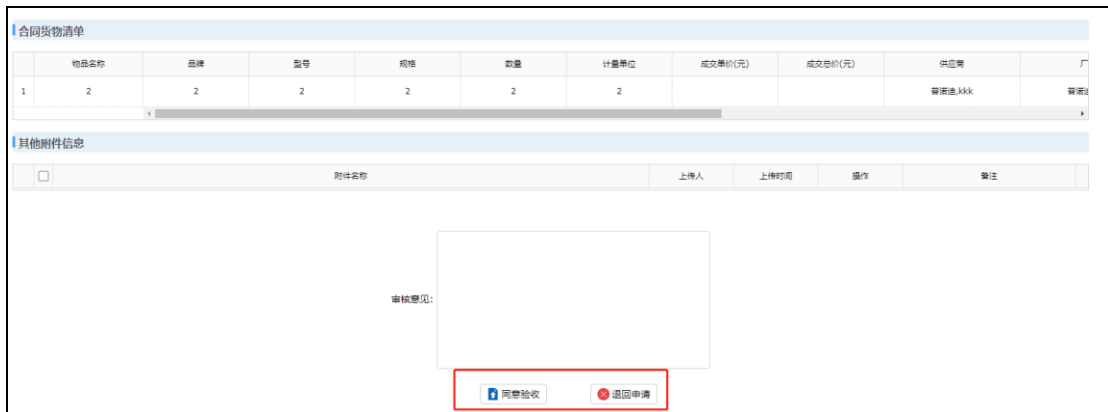 合同货物清单
物品名称 品牌 型号 规格 数量 计量单位 成交单价(元) 成交总价(元) 供应商 厂
1 2 2 2 2 2 2 普诺迪,kkk 普诺迪
其他附件信息
附件名称 上传人 上传时间 操作 备注
审核意见：
同意验收 退回申请